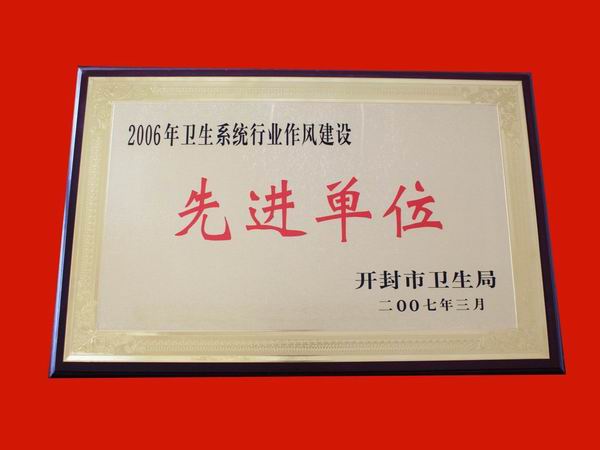 2006年卫生系统行业作风建设
先进单位
开封市卫生局
二00七年三月